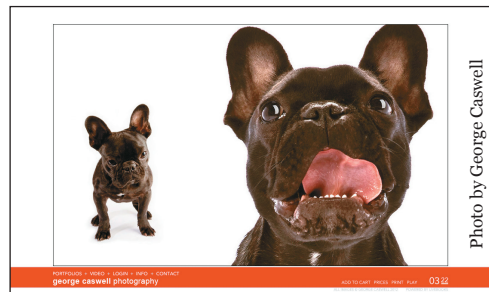 Photo by George Caswell
PORTFOLIOS • VIDEO • LOGIN • INFO • CONTACT
george caswell photography
ADD TO CART PRICES PRINT PLAY 03 22